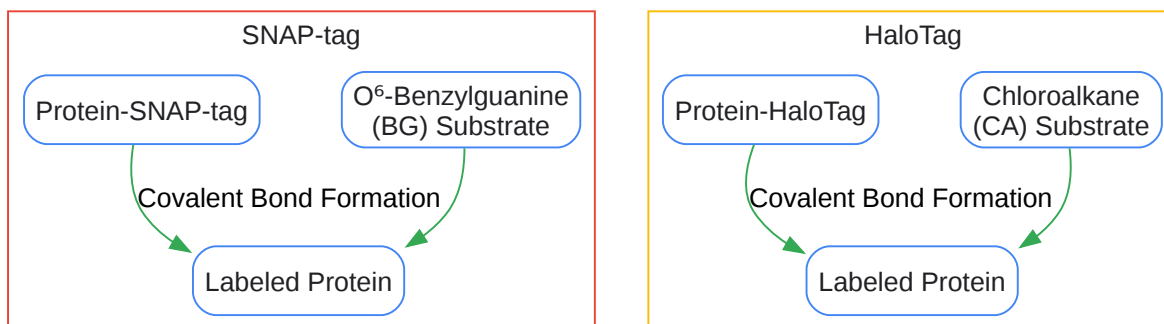 SNAP-tag
Protein-SNAP-tag
O⁶-Benzylguanine
(BG) Substrate
Covalent Bond Formation
Labeled Protein
HaloTag
Protein-HaloTag
Chloroalkane
(CA) Substrate
Covalent Bond Formation
Labeled Protein